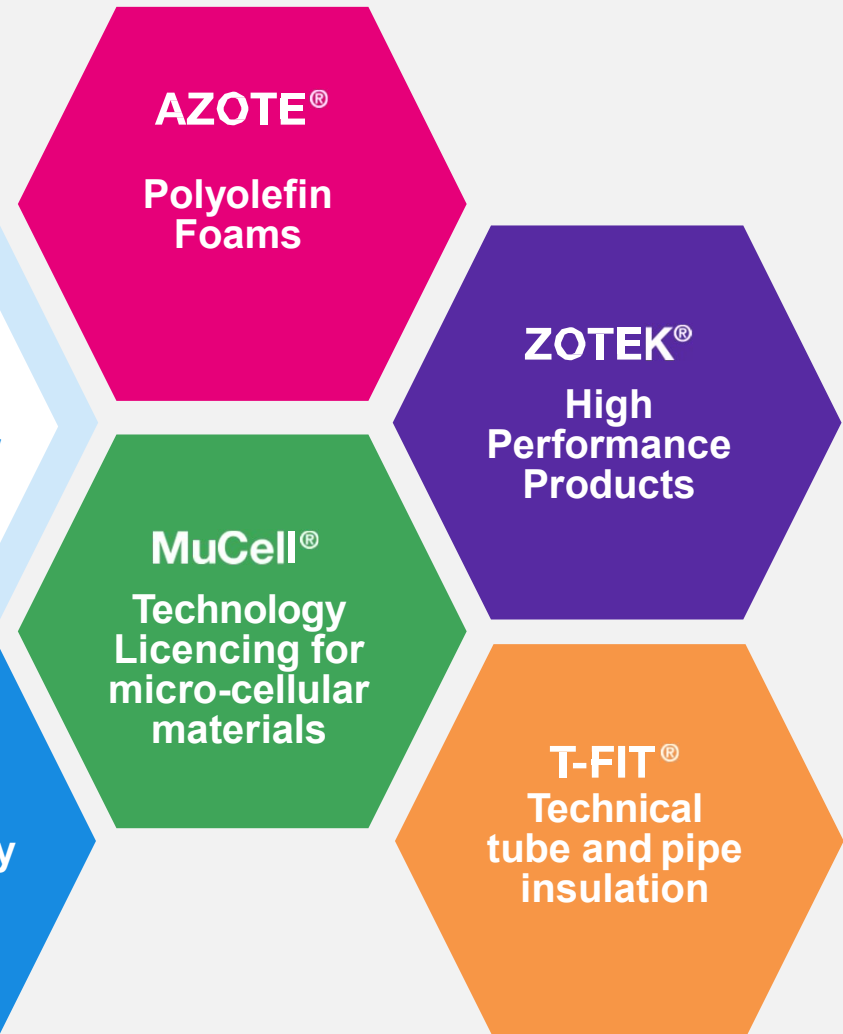 AZOTE®
Polyolefin
Foams
ZOTEK®
High
Performance
Products
MuCell®
Technology
Licencing for
micro-cellular
materials
T-FIT®
Technical
tube and pipe
insulation
y